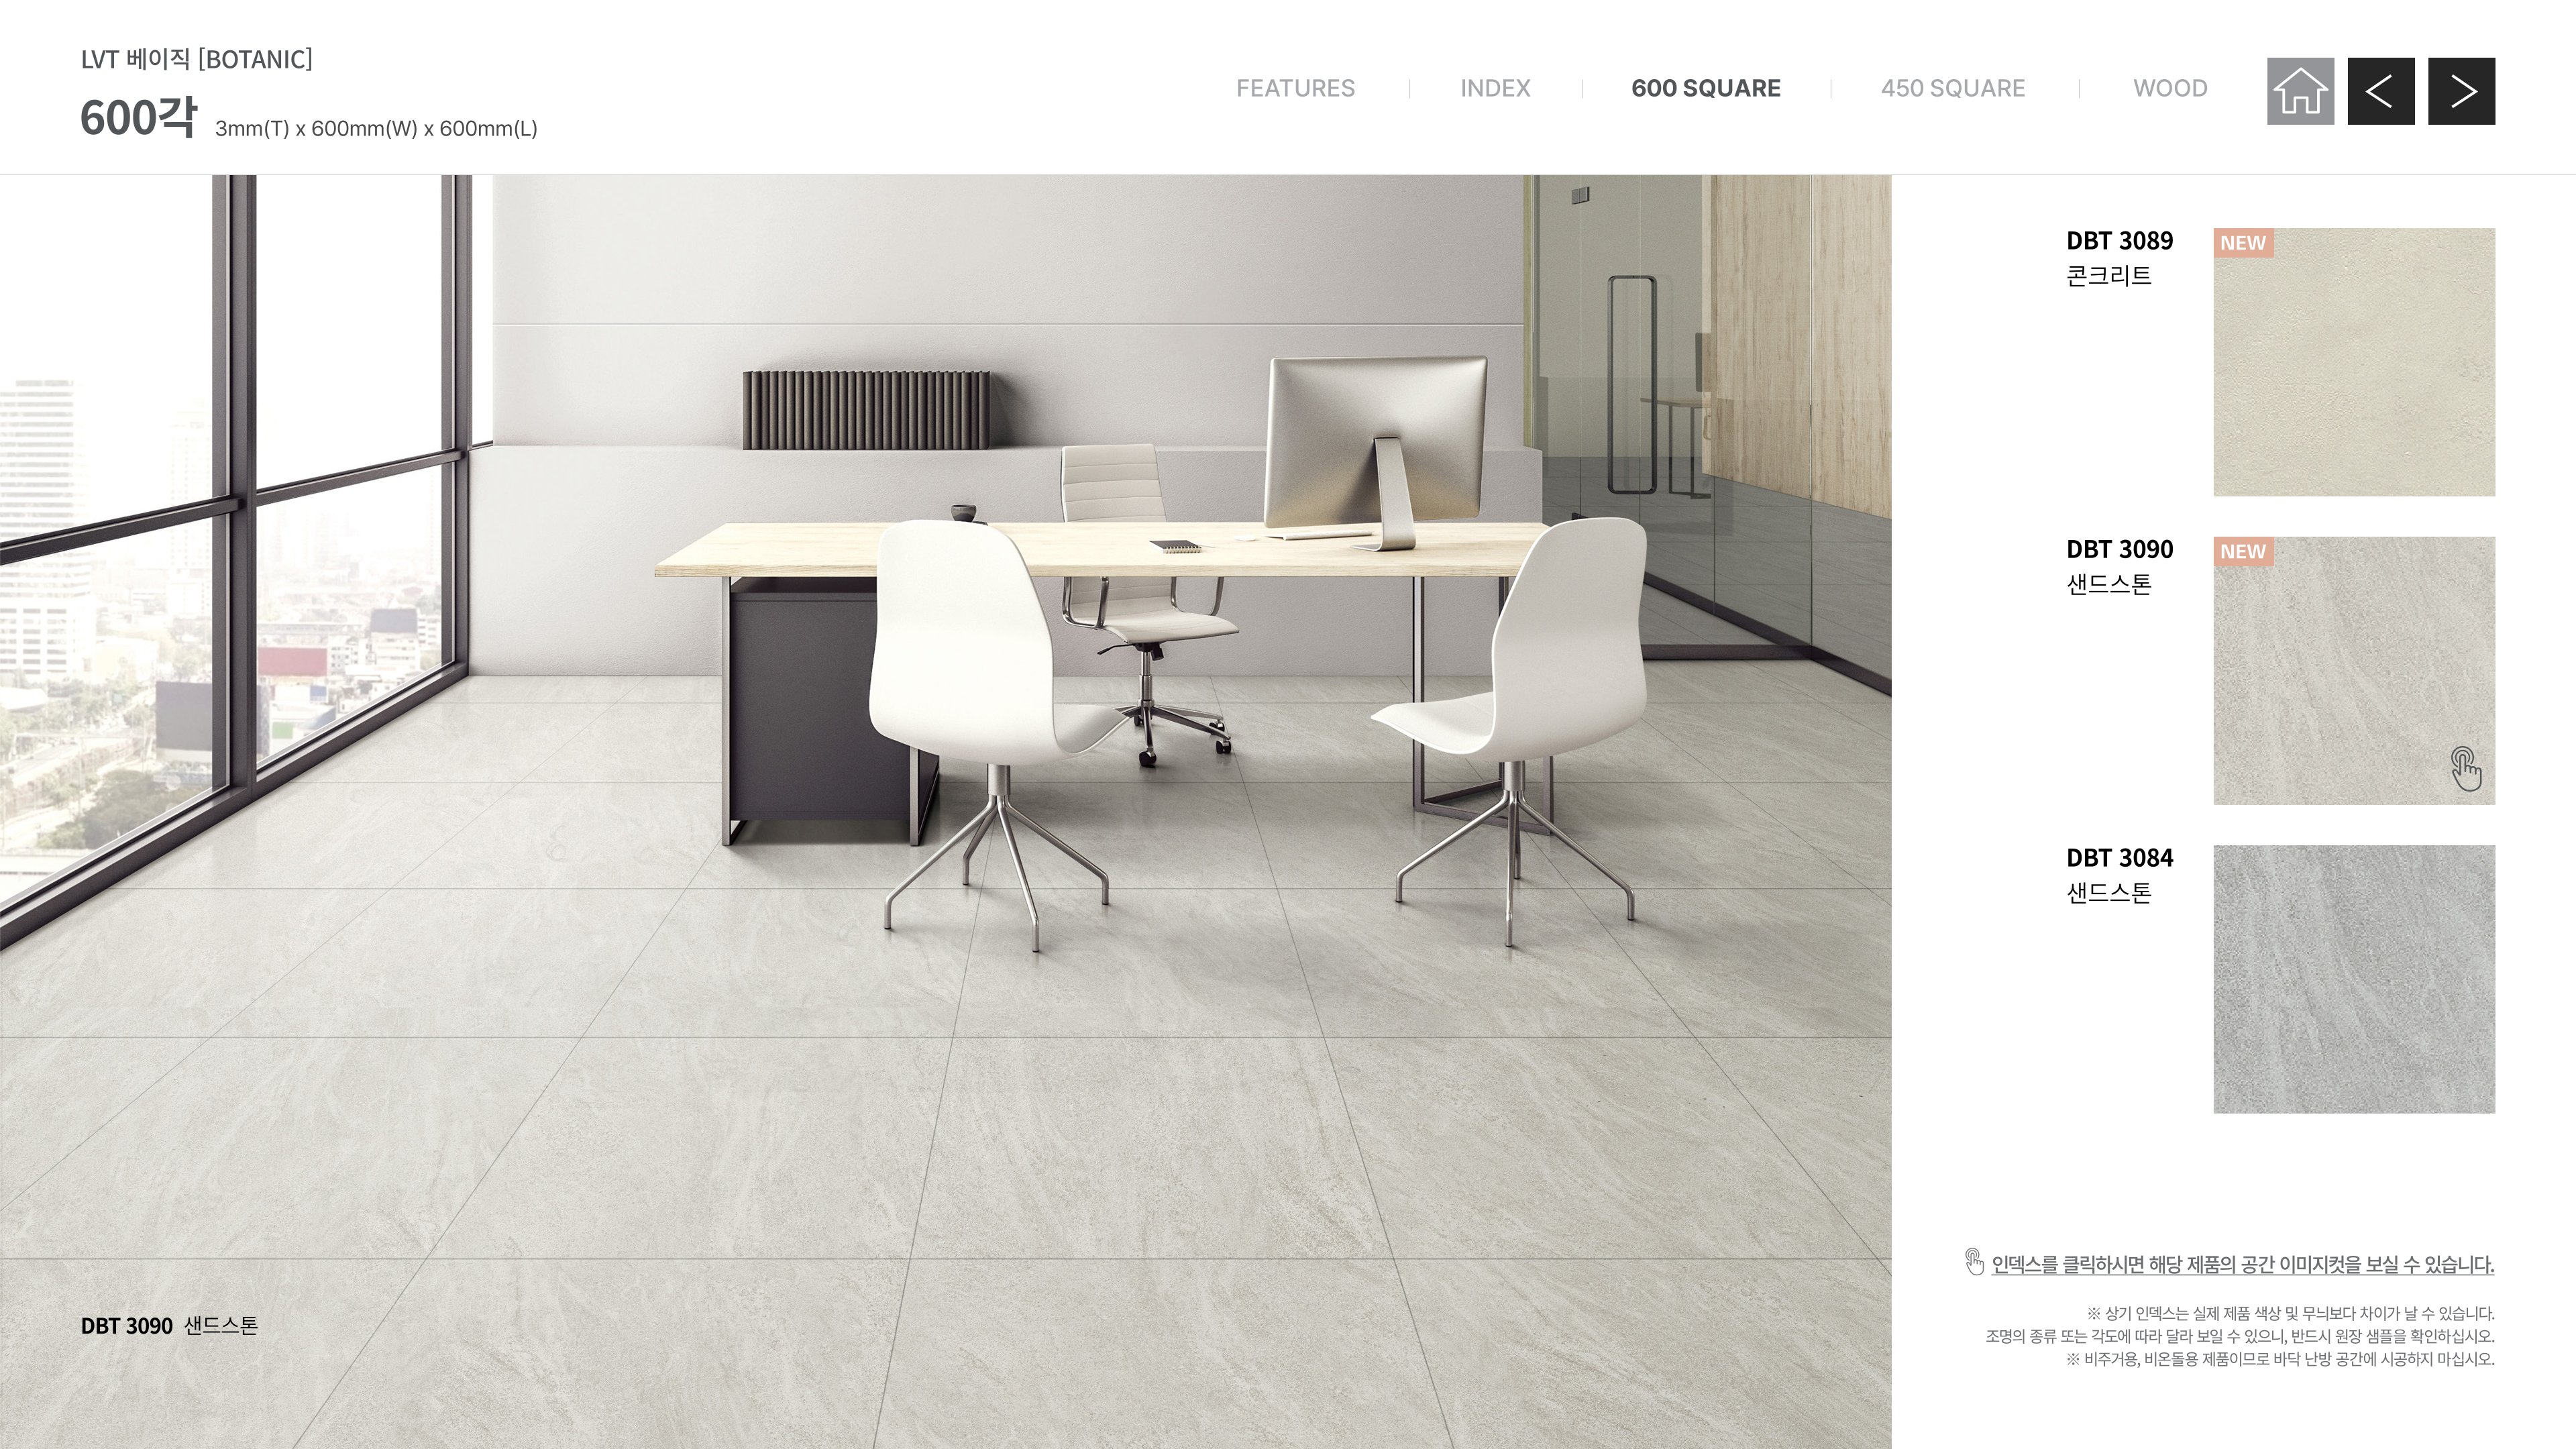 LVT 베이직 [BOTANIC]
600각 3mm(T) x 600mm(W) x 600mm(L)
FEATURES
INDEX
600 SQUARE
450 SQUARE
WOOD
DBT 3089
콘크리트
NEW
DBT 3090
샌드스톤
NEW
DBT 3084
샌드스톤
DBT 3090 샌드스톤
인덱스를 클릭하시면 해당 제품의 공간 이미지컷을 보실 수 있습니다.
※ 상기 인덱스는 실제 제품 색상 및 무늬보다 차이가 날 수 있습니다.
조명의 종류 또는 각도에 따라 달라 보일 수 있으니, 반드시 원장 샘플을 확인하십시오.
※ 비주거용, 비온돌용 제품이므로 바닥 난방 공간에 시공하지 마십시오.